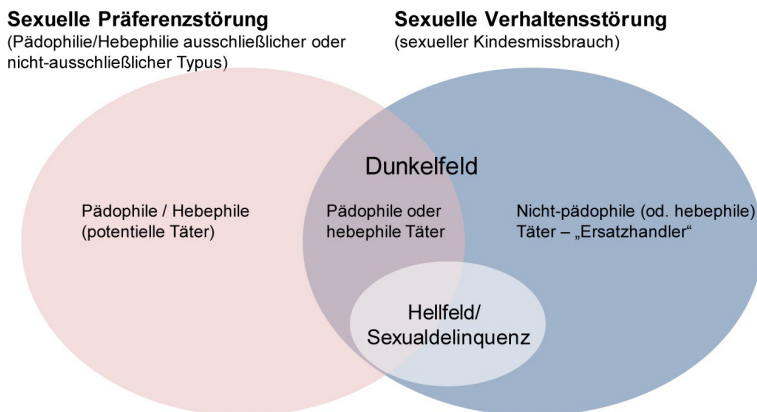 Sexuelle Präferenzstörung
(Pädophilie/Hebephilie ausschließlicher oder
nicht-ausschließlicher Typus)
Sexuelle Verhaltensstörung
(sexueller Kindesmissbrauch)
Dunkelfeld
Pädophile / Hebephile
(potentielle Täter)
Pädophile oder
hebephile Täter
Nicht-pädophile (od. hebephile)
Täter – „Ersatzhandler“
Hellfeld/
Sexualdelinquenz